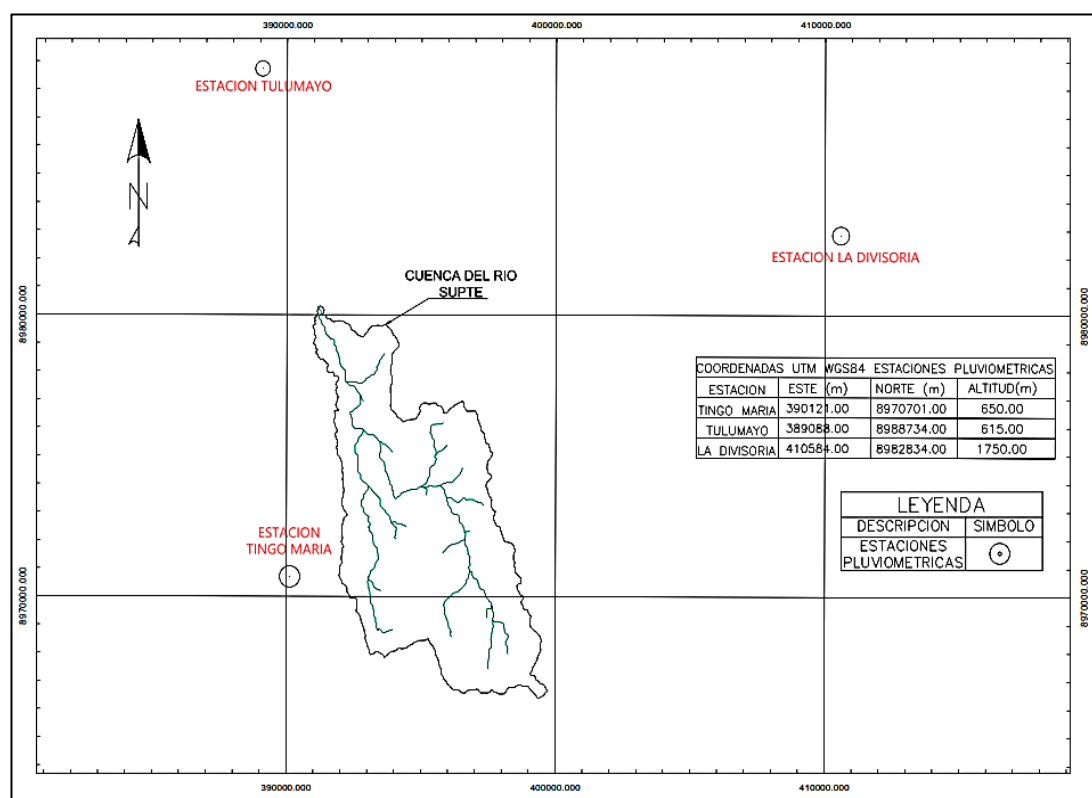 390000.000 400000.000 410000.000
ESTACION TULUMAYO
N
ESTACION LA DIVISORIA
CUENCA DEL RIO
SUPTE
8980000.000 8980000.000
COORDENADAS UTM WGS84 ESTACIONES PLUVIOMETRICAS
ESTACION ESTE (m) NORTE (m) ALTITUD(m)
TINGO MARIA 390121.00 8970701.00 650.00
TULUMAYO 389088.00 8988734.00 615.00
LA DIVISORIA 410584.00 8982834.00 1750.00
LEYENDA
DESCRIPCION SIMBOLO
ESTACIONES
PLUVIOMETRICAS
ESTACION
TINGO MARIA
8970000.000 8970000.000
390000.000 400000.000 410000.000